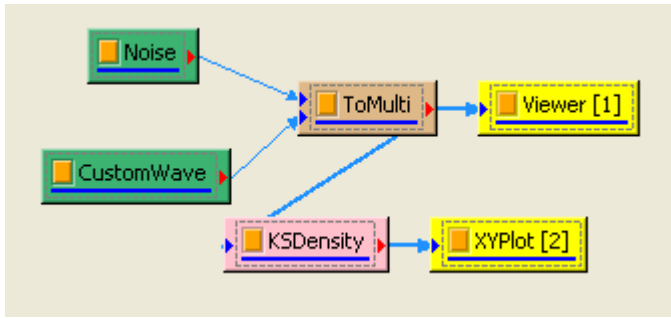 Noise
ToMulti
Viewer [1]
CustomWave
KSDensity
XYPlot [2]